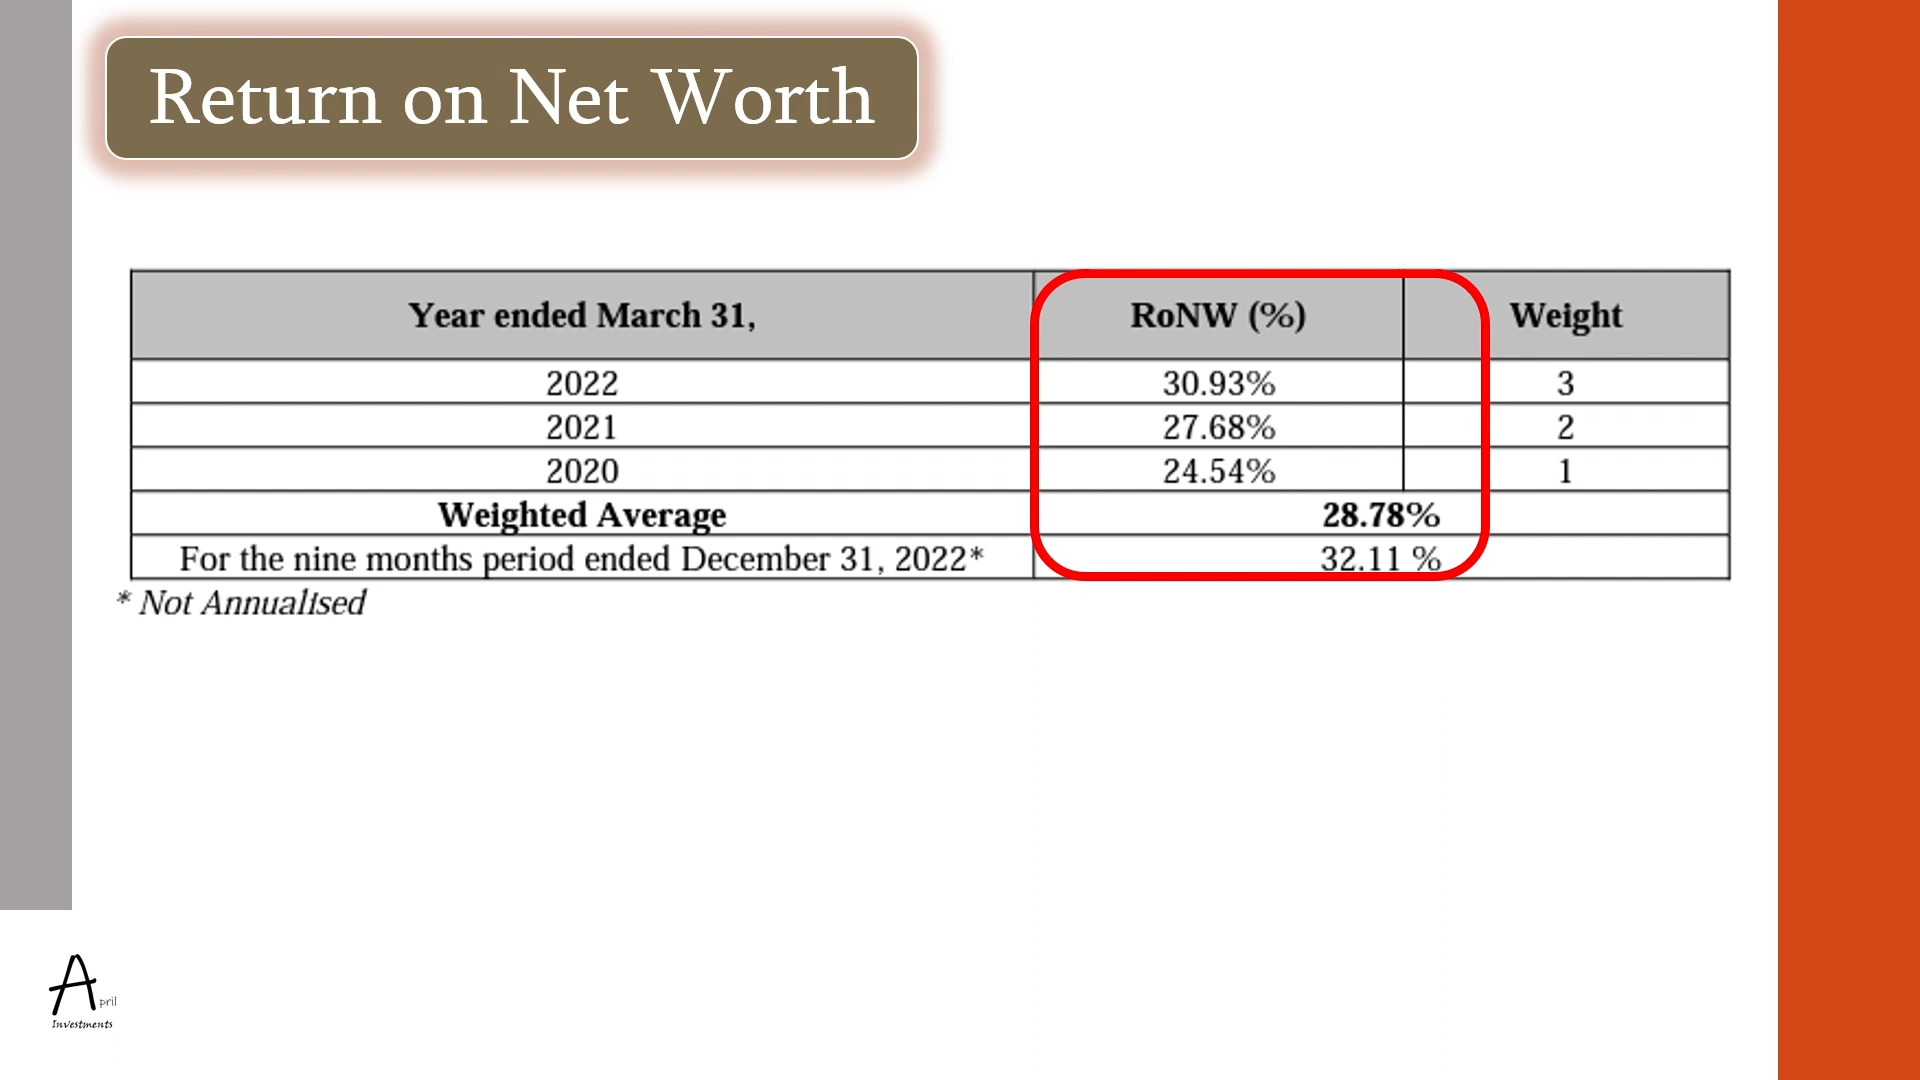 Return on Net Worth
Year ended March 31, RoNW (%) Weight
2022 30.93% 3
2021 27.68% 2
2020 24.54% 1
Weighted Average 28.78%
For the nine months period ended December 31, 2022* 32.11 %
* Not Annualised
April
Investments